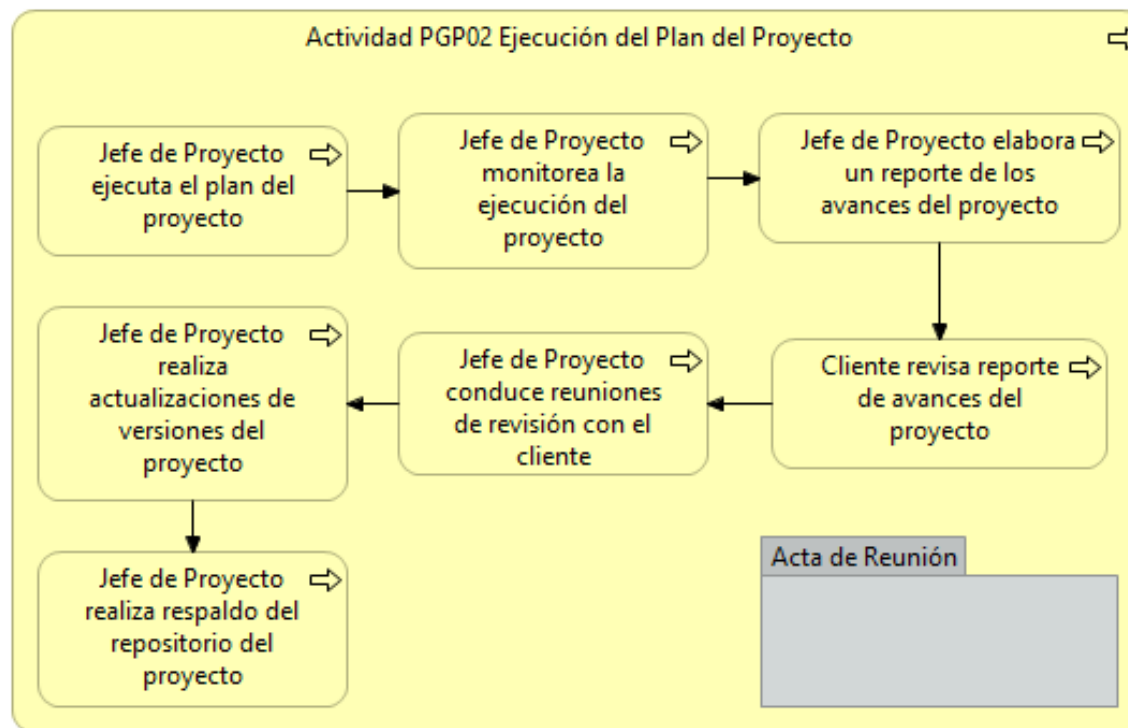 Actividad PGP02 Ejecución del Plan del Proyecto
Jefe de Proyecto
ejecuta el plan del
proyecto
Jefe de Proyecto
monitorea la
ejecución del
proyecto
Jefe de Proyecto elabora
un reporte de los
avances del proyecto
Cliente revisa reporte
de avances del
proyecto
Jefe de Proyecto
conduce reuniones
de revisión con el
cliente
Jefe de Proyecto
realiza
actualizaciones de
versiones del
proyecto
Jefe de Proyecto
realiza respaldo del
repositorio del
proyecto
Acta de Reunión